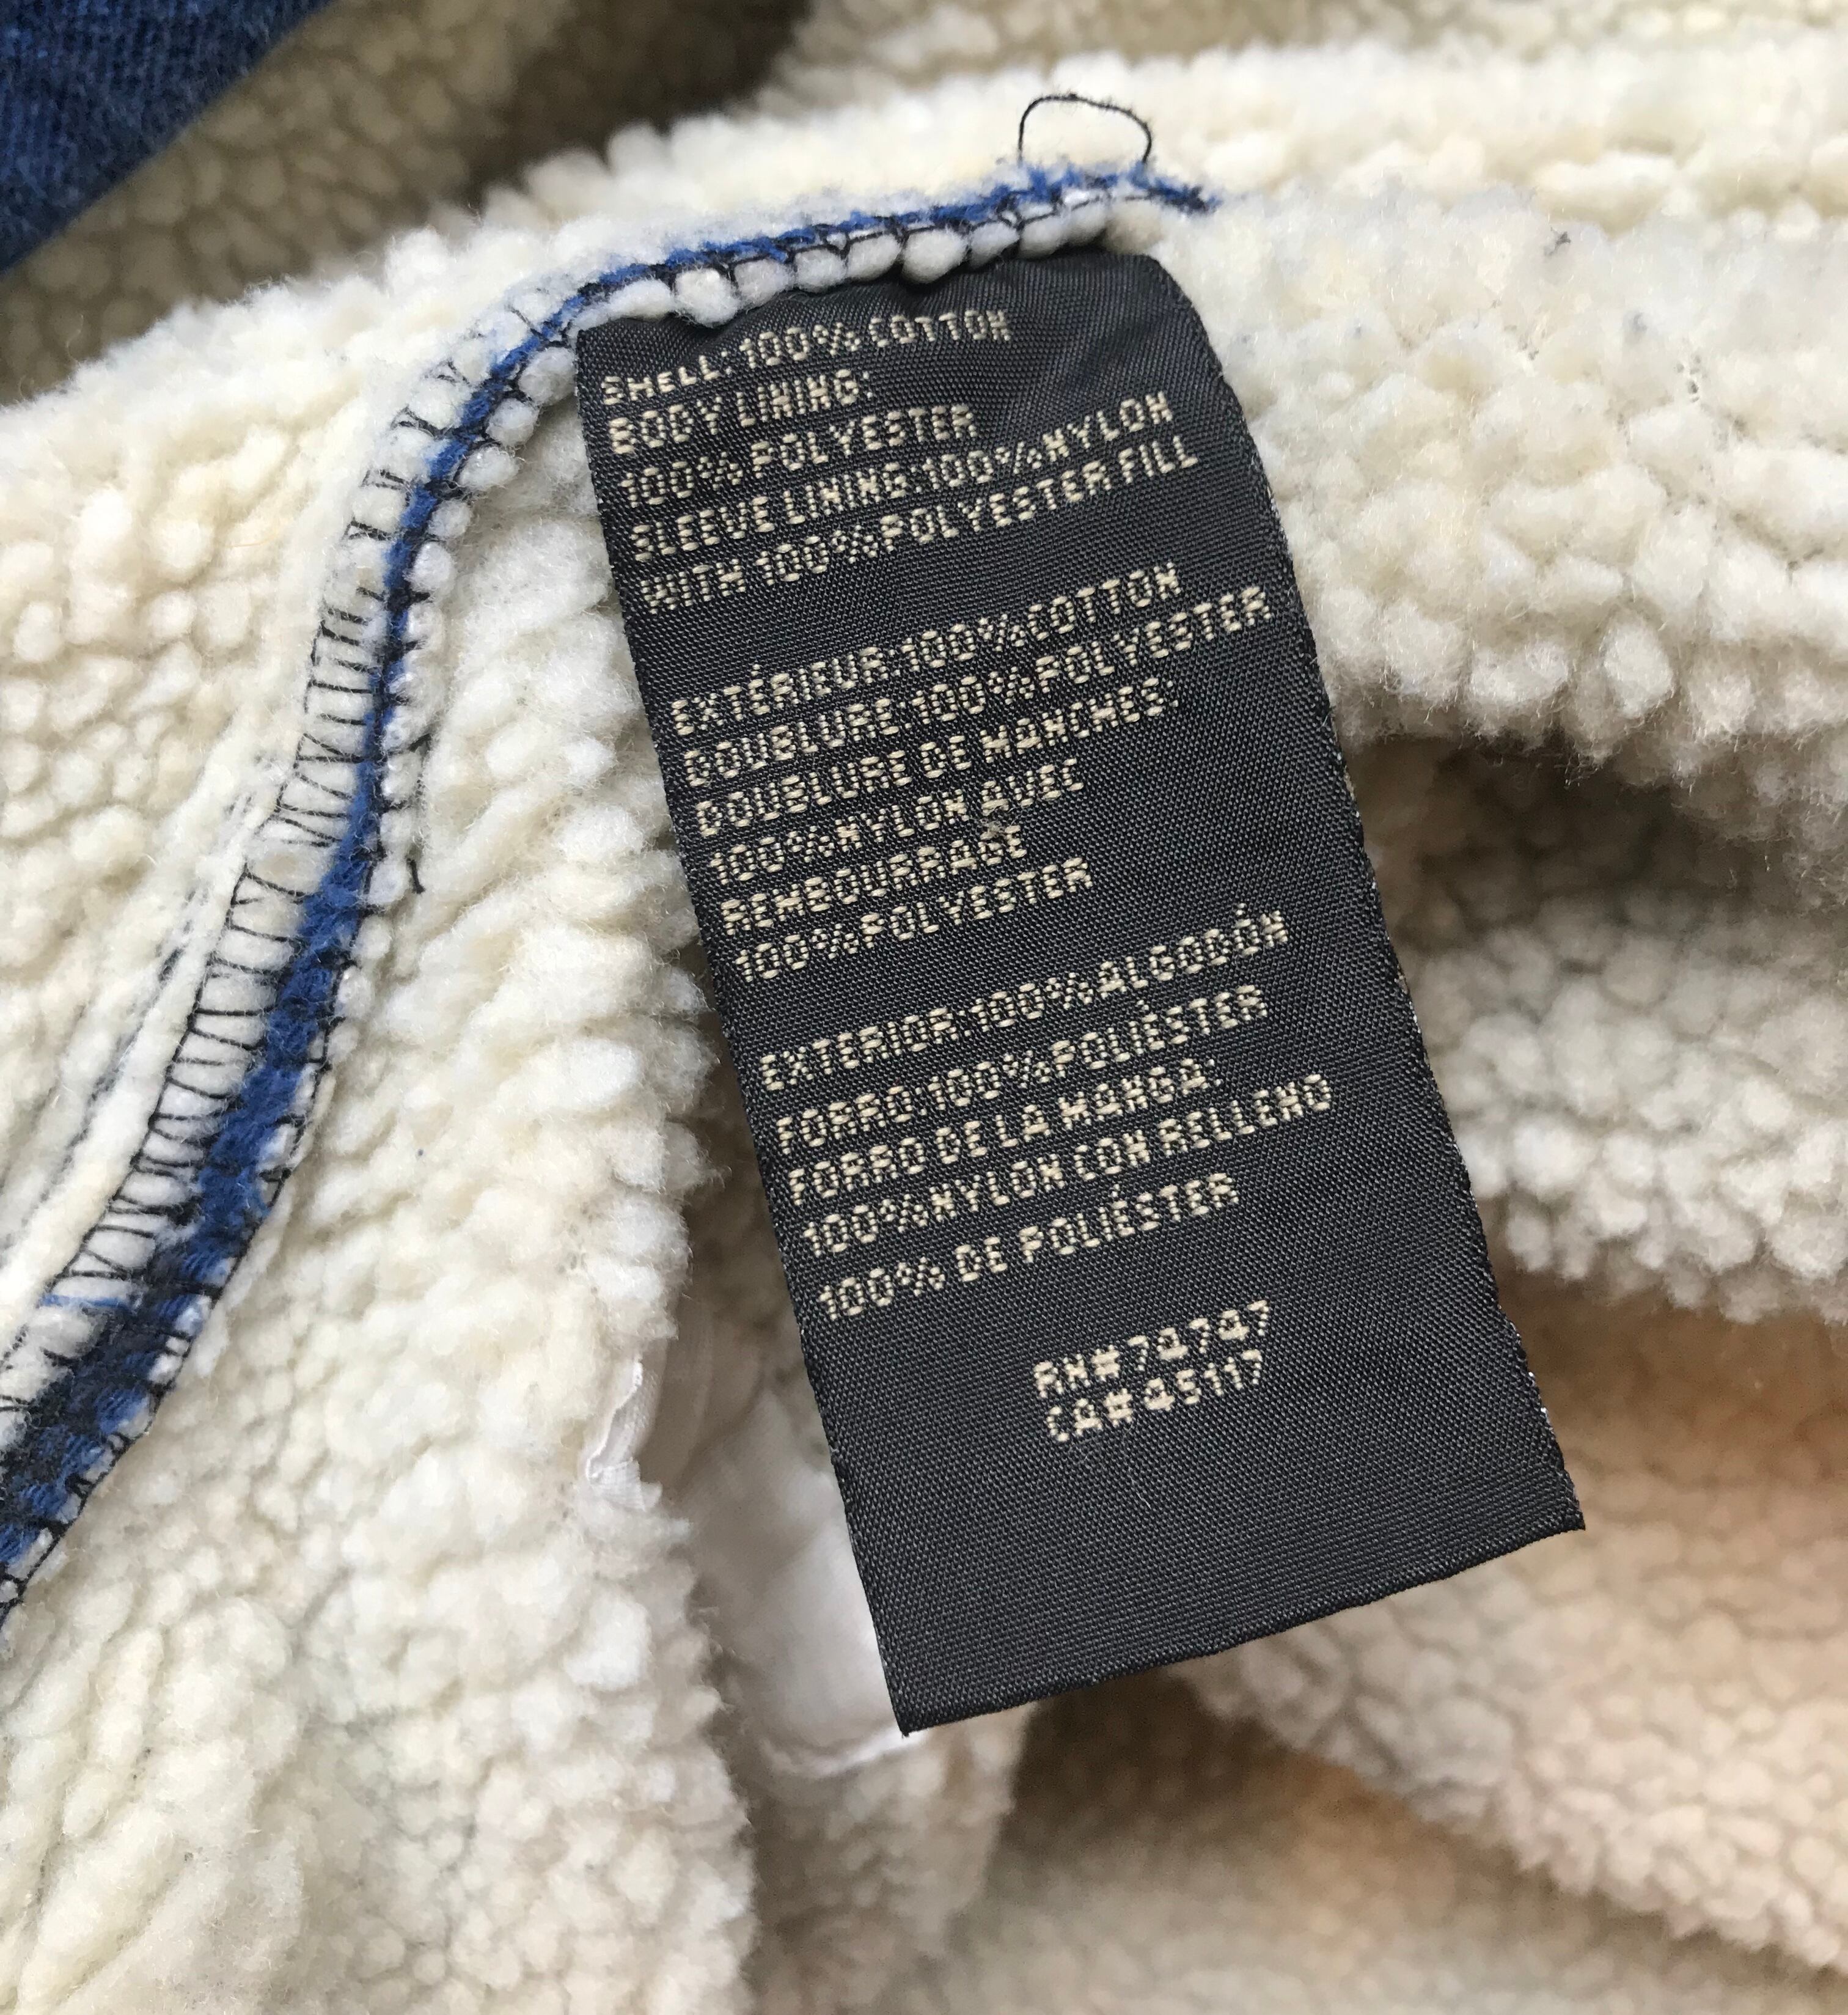 SHELL: 100% COTTON
BODY LINING:
100% POLYESTER
SLEEVE LINING: 100% NYLON
WITH 100% POLYESTER FILL
EXTÉRIEUR: 100% COTTON
DOUBLURE: 100% POLYESTER
DOUBLURE DE MANCHES:
100% NYLON AVEC
REMBOURRAGE
100% POLYESTER
EXTERIOR: 100% ALGODÓN
FORRO: 100% POLIÉSTER
FORRO DE LA MANGA:
100% NYLON CON RELLENO
100% DE POLIÉSTER
RN# 74747
CA# 45117